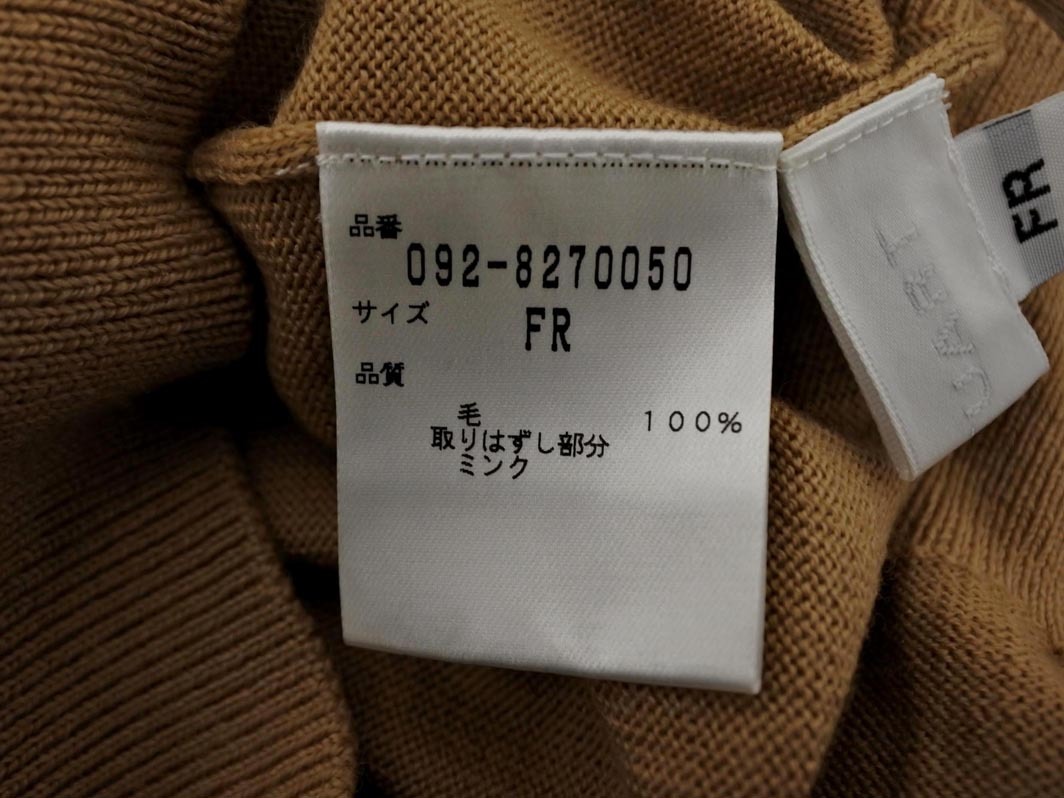 品番
092-8270050
サイズ FR
品質
毛 100%
取りはずし部分
ミンク
FR